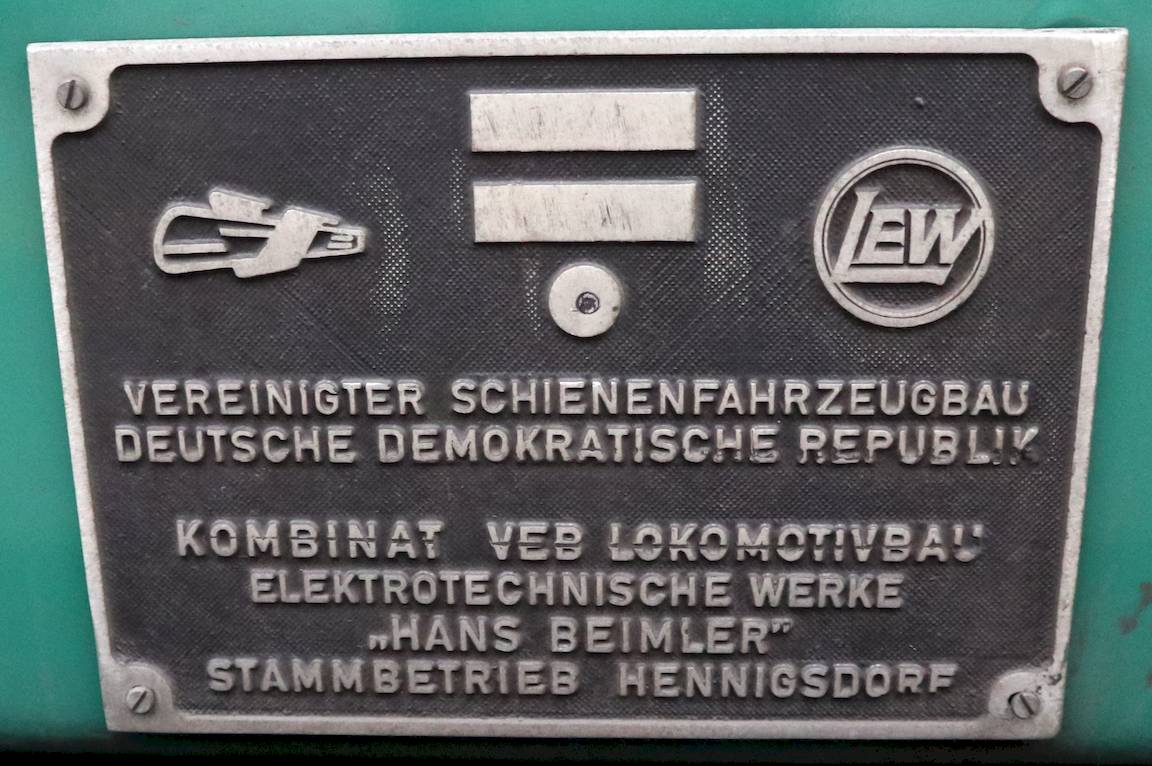 LEW
VEREINIGTER SCHIENENFAHRZEUGBAU
DEUTSCHE DEMOKRATISCHE REPUBLIK
KOMBINAT VEB LOKOMOTIVBAU
ELEKTROTECHNISCHE WERKE
„HANS BEIMLER”
STAMMBETRIEB HENNIGSDORF